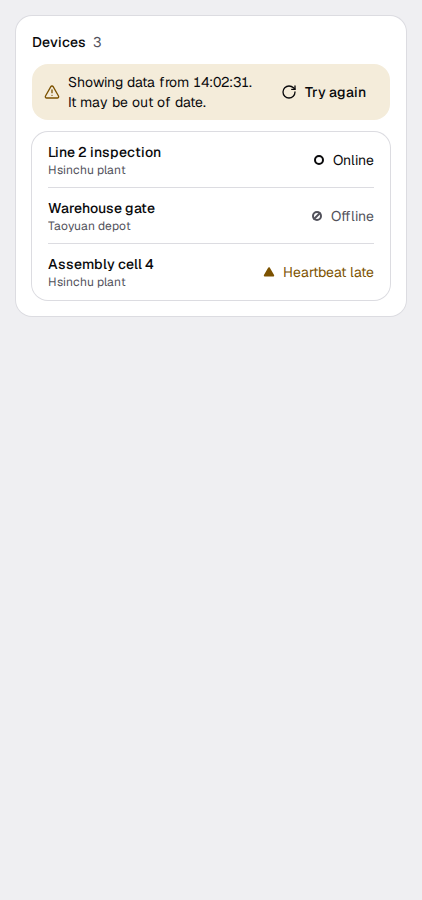 Devices 3
Showing data from 14:02:31.
It may be out of date.
Try again
Line 2 inspection
Hsinchu plant
Online
Warehouse gate
Taoyuan depot
Offline
Assembly cell 4
Hsinchu plant
Heartbeat late